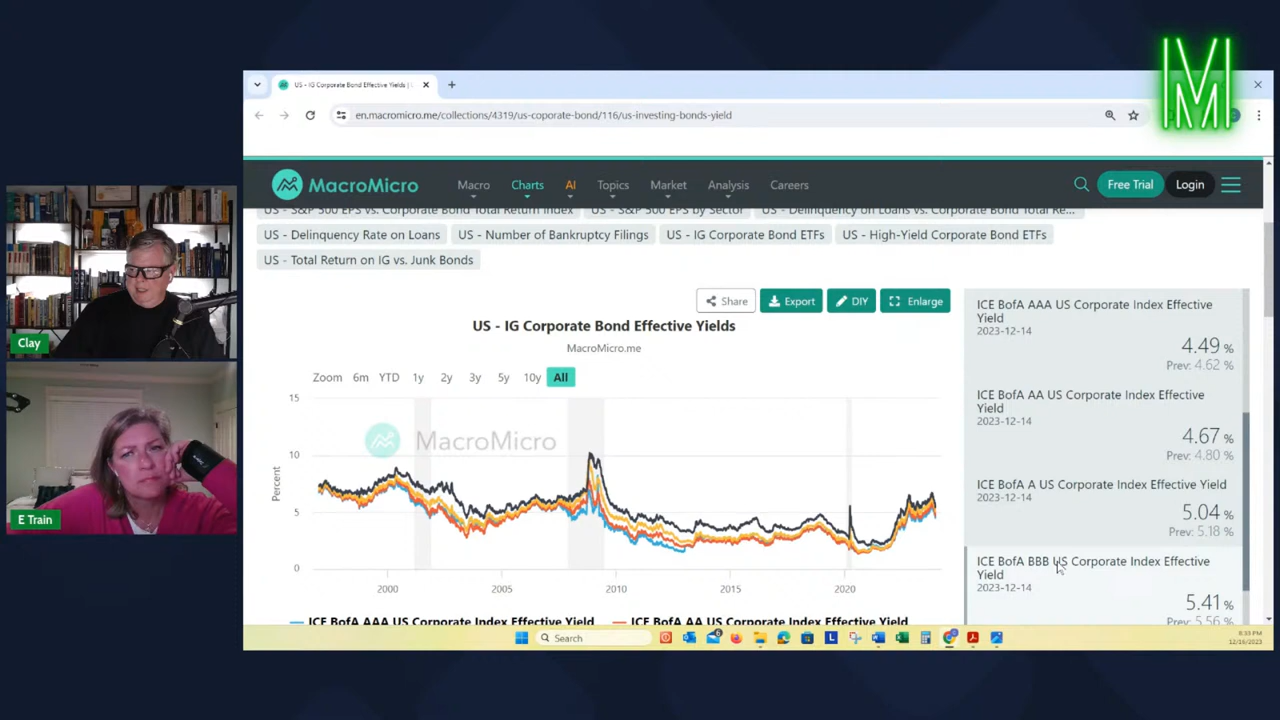 US - IG Corporate Bond Effective Yields |
en.macromicro.me/collections/4319/us-coporate-bond/116/us-investing-bonds-yield
MacroMicro
Macro Charts AI Topics Market Analysis Careers
Free Trial Login
US - S&P 500 EPS vs. Corporate Bond Total Return Index US - S&P 500 EPS by Sector US - Delinquency on Loans vs. Corporate Bond Total Re...
US - Delinquency Rate on Loans US - Number of Bankruptcy Filings US - IG Corporate Bond ETFs US - High-Yield Corporate Bond ETFs
US - Total Return on IG vs. Junk Bonds
Share Export DIY Enlarge
US - IG Corporate Bond Effective Yields
MacroMicro.me
Zoom 6m YTD 1y 2y 3y 5y 10y All
15
10
5
0
Percent
MacroMicro
2000 2005 2010 2015 2020
ICE BofA AAA US Corporate Index Effective Yield ICE BofA AA US Corporate Index Effective Yield
ICE BofA AAA US Corporate Index Effective
Yield
2023-12-14
4.49 %
Prev: 4.62 %
ICE BofA AA US Corporate Index Effective
Yield
2023-12-14
4.67 %
Prev: 4.80 %
ICE BofA A US Corporate Index Effective Yield
2023-12-14
5.04 %
Prev: 5.18 %
ICE BofA BBB US Corporate Index Effective
Yield
2023-12-14
5.41 %
Prev: 5.56 %
Clay
E Train
Search
8:33 PM
12/16/2023
M